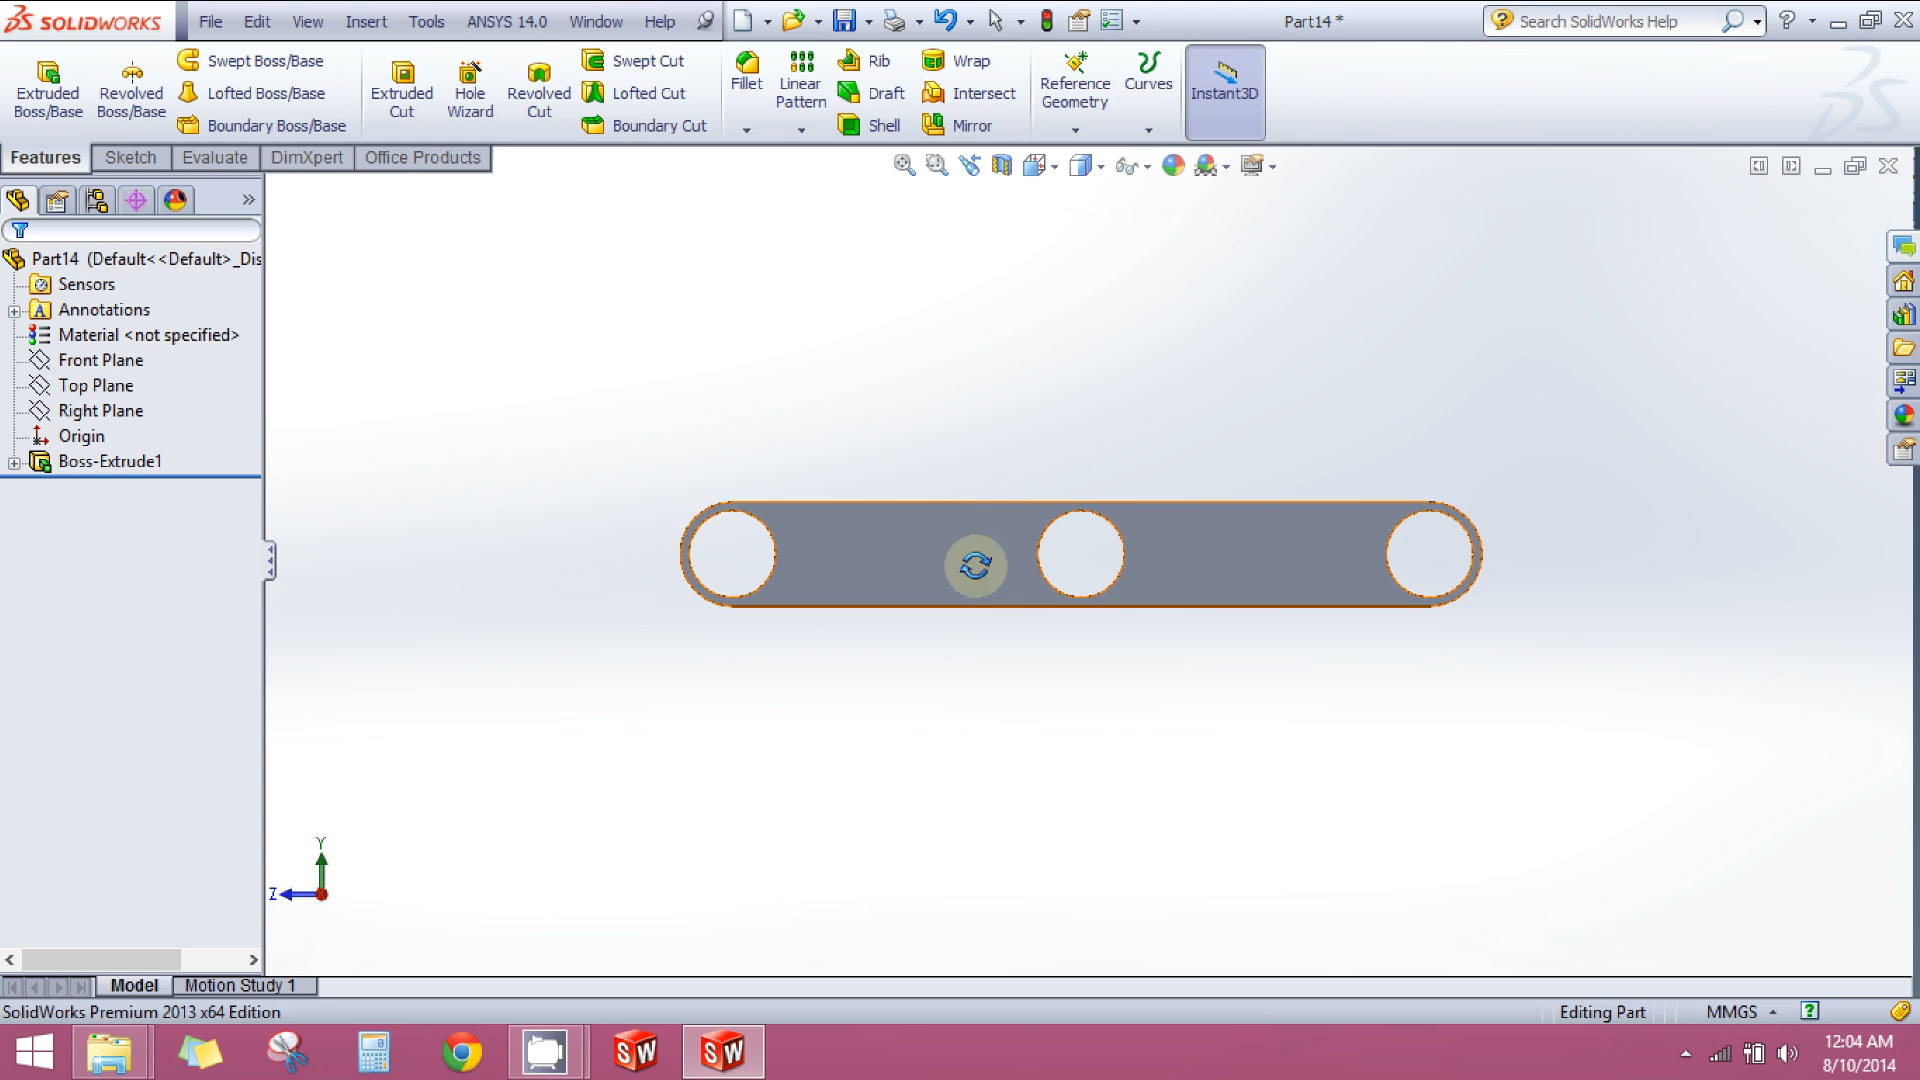 SOLIDWORKS File Edit View Insert Tools ANSYS 14.0 Window Help Part14 * Search SolidWorks Help
Extruded Boss/Base
Revolved Boss/Base
Swept Boss/Base
Lofted Boss/Base
Boundary Boss/Base
Extruded Cut
Hole Wizard
Revolved Cut
Swept Cut
Lofted Cut
Boundary Cut
Fillet
Linear Pattern
Rib
Draft
Shell
Wrap
Intersect
Mirror
Reference Geometry
Curves
Instant3D
Features Sketch Evaluate DimXpert Office Products
Part14 (Default<<Default>_Dis
Sensors
Annotations
Material <not specified>
Front Plane
Top Plane
Right Plane
Origin
Boss-Extrude1
Y
Z
Model Motion Study 1
SolidWorks Premium 2013 x64 Edition Editing Part MMGS
SW SW
12:04 AM
8/10/2014